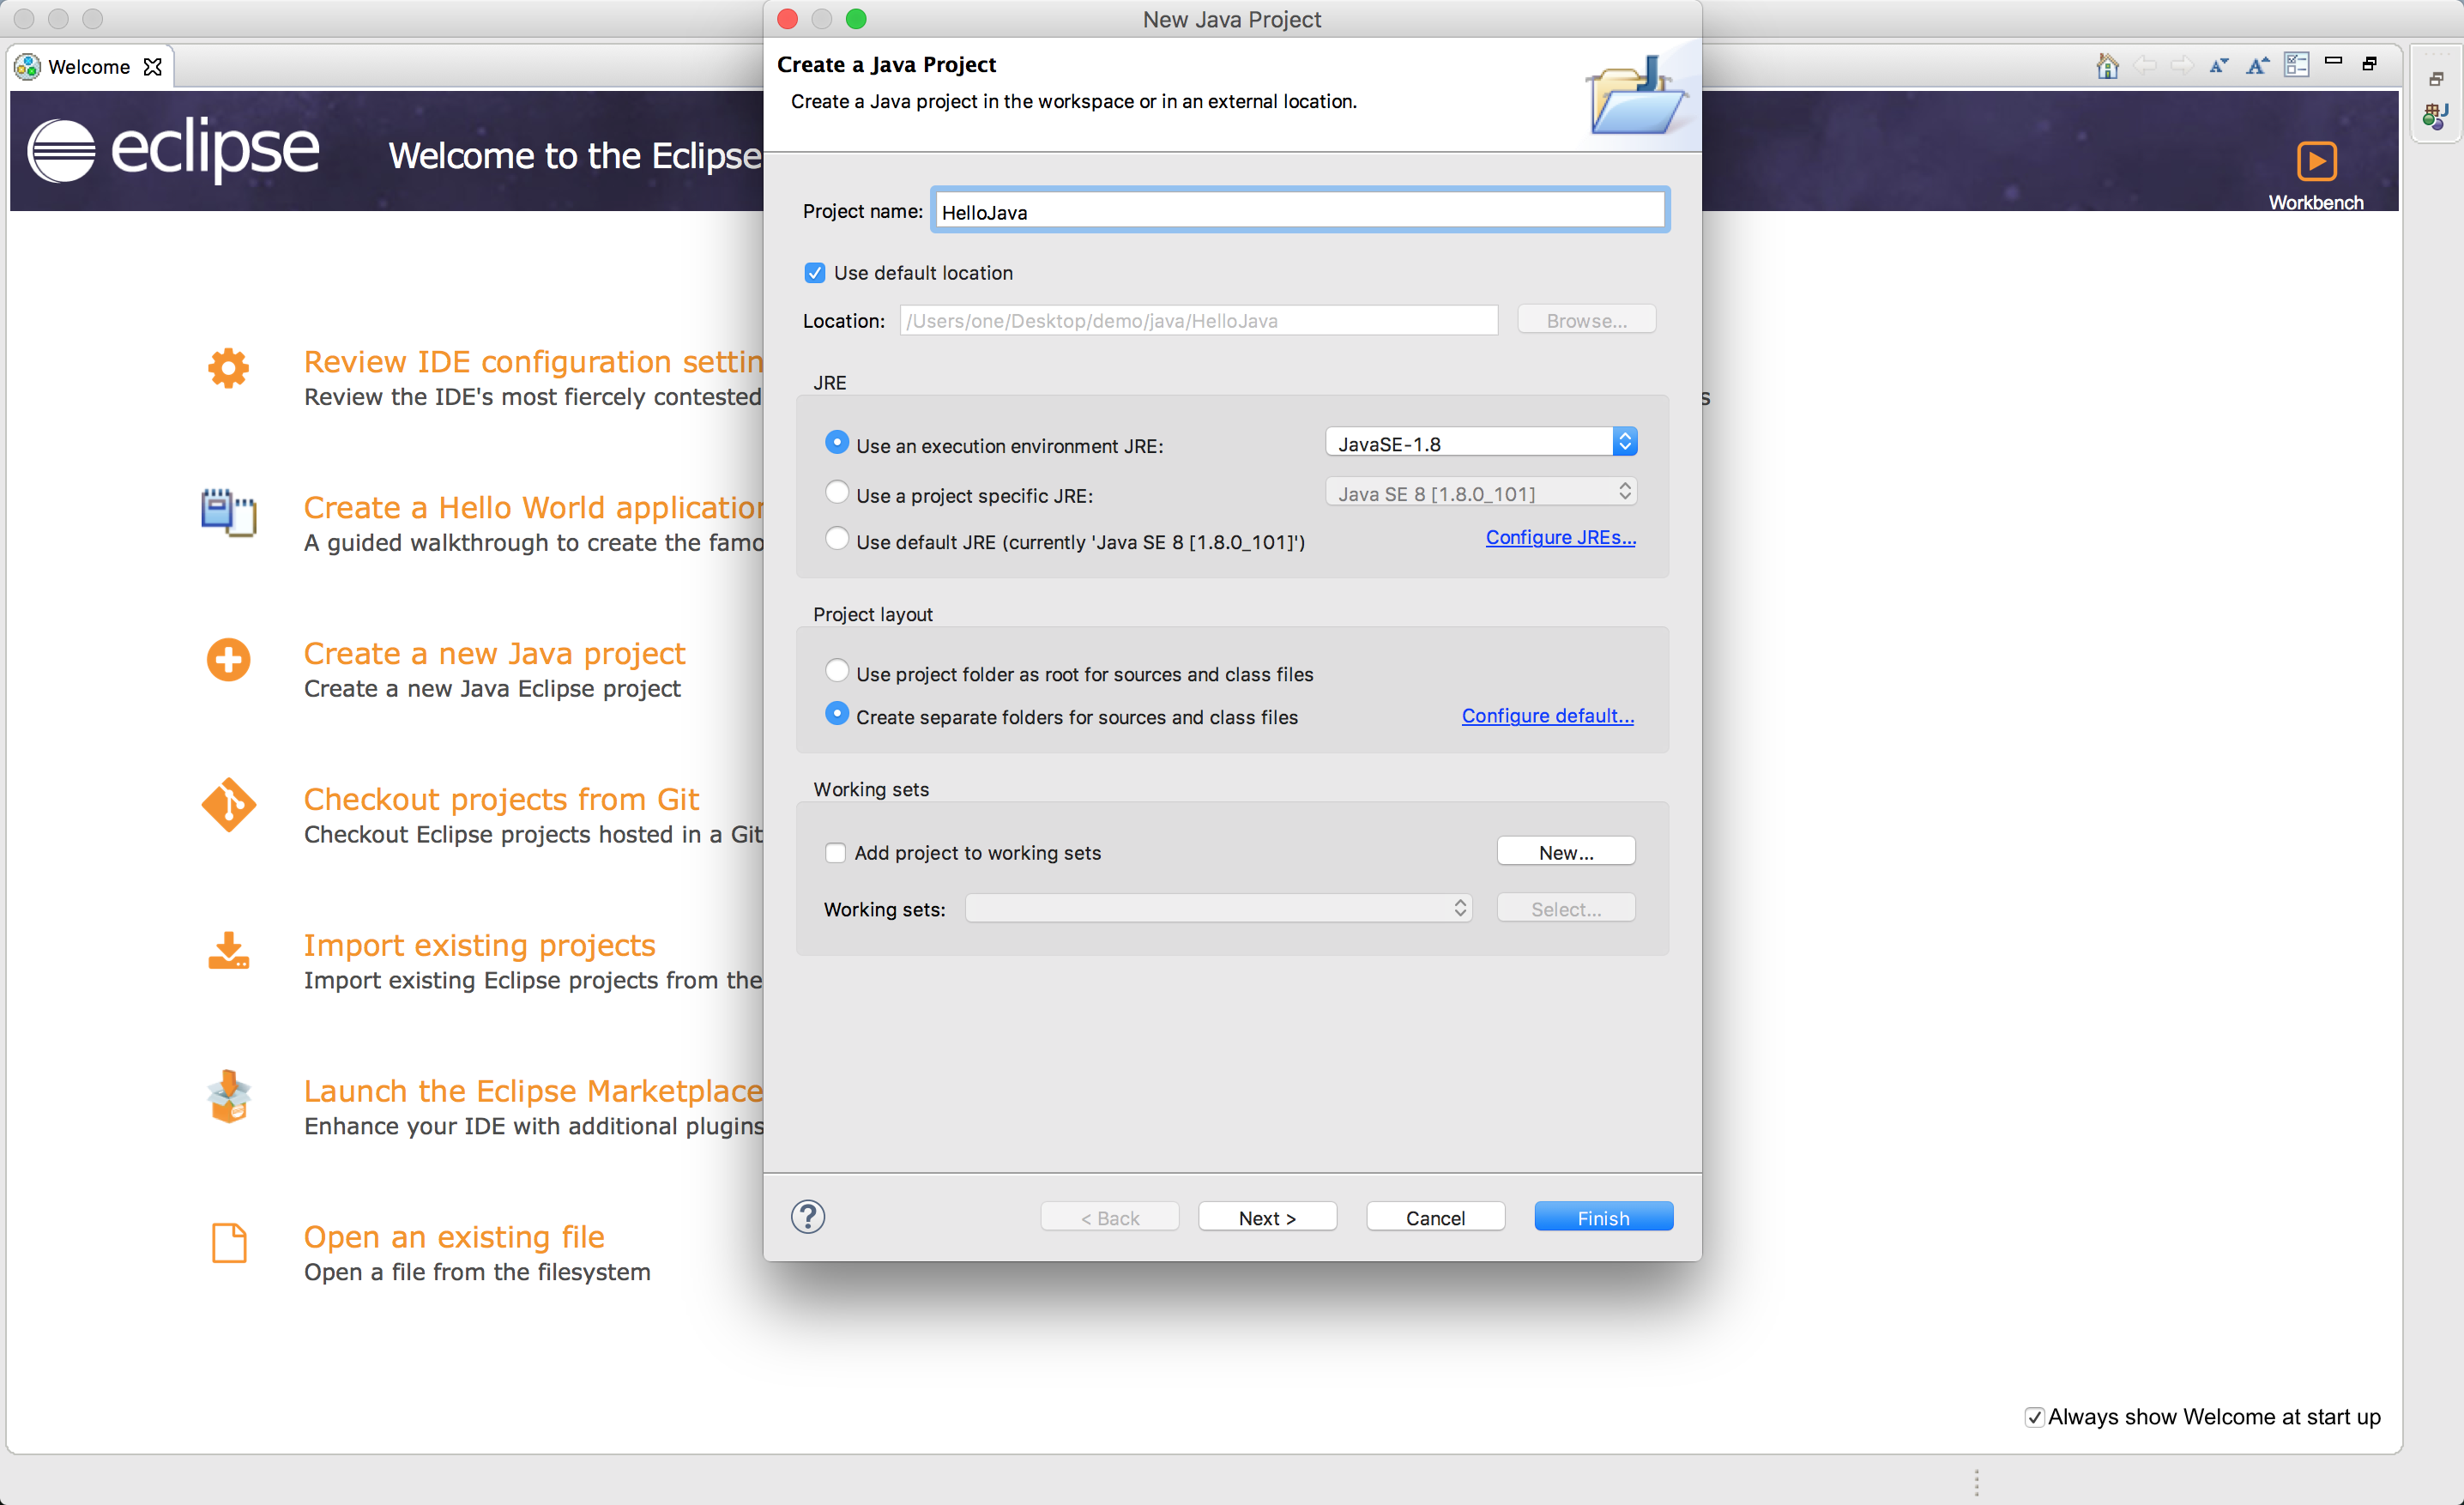 New Java Project
Welcome
Create a Java Project
Create a Java project in the workspace or in an external location.
eclipse
Welcome to the Eclipse
Workbench
Project name: HelloJava
Use default location
Location: /Users/one/Desktop/demo/java/HelloJava Browse...
JRE
Use an execution environment JRE: JavaSE-1.8
Use a project specific JRE: Java SE 8 [1.8.0_101]
Use default JRE (currently 'Java SE 8 [1.8.0_101]') Configure JREs...
Project layout
Use project folder as root for sources and class files
Create separate folders for sources and class files Configure default...
Working sets
Add project to working sets New...
Working sets: Select...
? < Back Next > Cancel Finish
Review IDE configuration settin
Review the IDE's most fiercely contested
s
Create a Hello World application
A guided walkthrough to create the famo
Create a new Java project
Create a new Java Eclipse project
Checkout projects from Git
Checkout Eclipse projects hosted in a Git
Import existing projects
Import existing Eclipse projects from the
Launch the Eclipse Marketplace
Enhance your IDE with additional plugins
Open an existing file
Open a file from the filesystem
Always show Welcome at start up